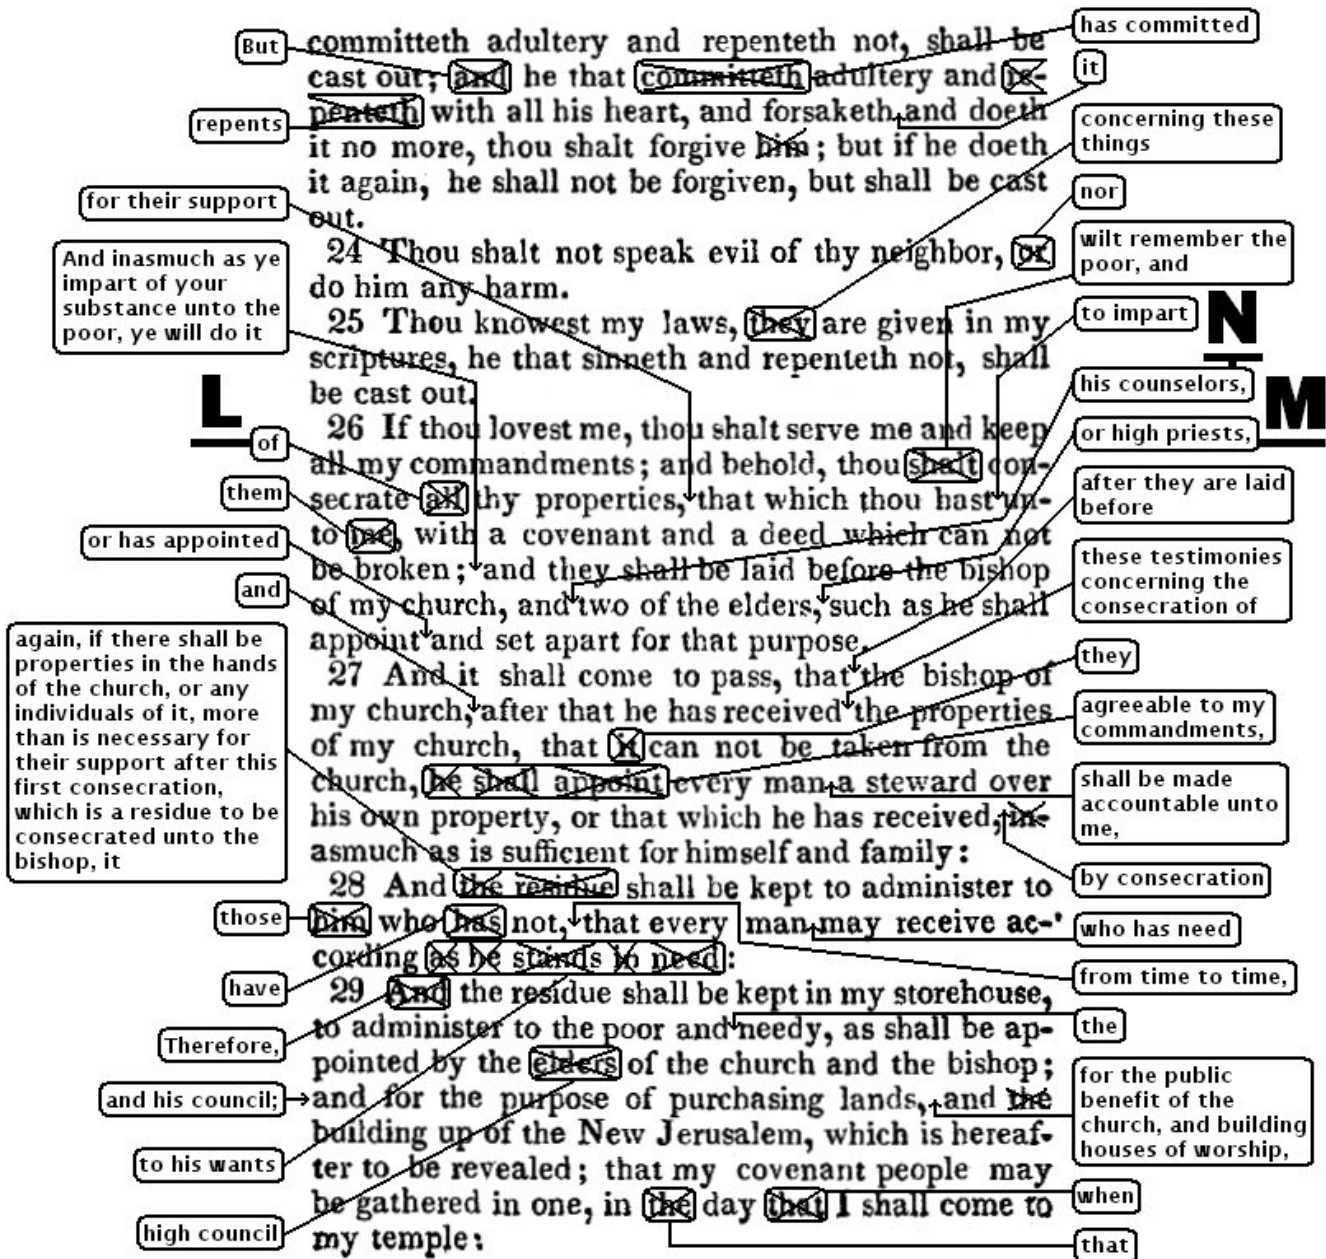 But
has committed
it
repents
concerning these
things
for their support
nor
And inasmuch as ye
impart of your
substance unto the
poor, ye will do it
wilt remember the
poor, and
to impart
N
L
M
his counselors,
of
or high priests,
them
after they are laid
before
or has appointed
these testimonies
concerning the
consecration of
and
again, if there shall be
properties in the hands
of the church, or any
individuals of it, more
than is necessary for
their support after this
first consecration,
which is a residue to be
consecrated unto the
bishop, it
they
agreeable to my
commandments,
shall be made
accountable unto
me,
by consecration
those
who has need
have
from time to time,
Therefore,
the
and his council;
for the public
benefit of the
church, and building
houses of worship,
to his wants
when
high council
that
committeth adultery and repenteth not, shall be
cast out; and he that committeth adultery and re-
penteth with all his heart, and forsaketh and doeth
it no more, thou shalt forgive him; but if he doeth
it again, he shall not be forgiven, but shall be cast
out.
24 Thou shalt not speak evil of thy neighbor, or
do him any harm.
25 Thou knowest my laws, they are given in my
scriptures, he that sinneth and repenteth not, shall
be cast out.
26 If thou lovest me, thou shalt serve me and keep
all my commandments; and behold, thou shalt con-
secrate all thy properties, that which thou hast un-
to me, with a covenant and a deed which can not
be broken; and they shall be laid before the bishop
of my church, and two of the elders, such as he shall
appoint and set apart for that purpose.
27 And it shall come to pass, that the bishop of
my church, after that he has received the properties
of my church, that it can not be taken from the
church, he shall appoint every man a steward over
his own property, or that which he has received, in-
asmuch as is sufficient for himself and family:
28 And the residue shall be kept to administer to
him who has not, that every man may receive ac-
cording as he stands in need:
29 And the residue shall be kept in my storehouse,
to administer to the poor and needy, as shall be ap-
pointed by the elders of the church and the bishop;
and for the purpose of purchasing lands, and the
building up of the New Jerusalem, which is hereaf-
ter to be revealed; that my covenant people may
be gathered in one, in the day that I shall come to
my temple: